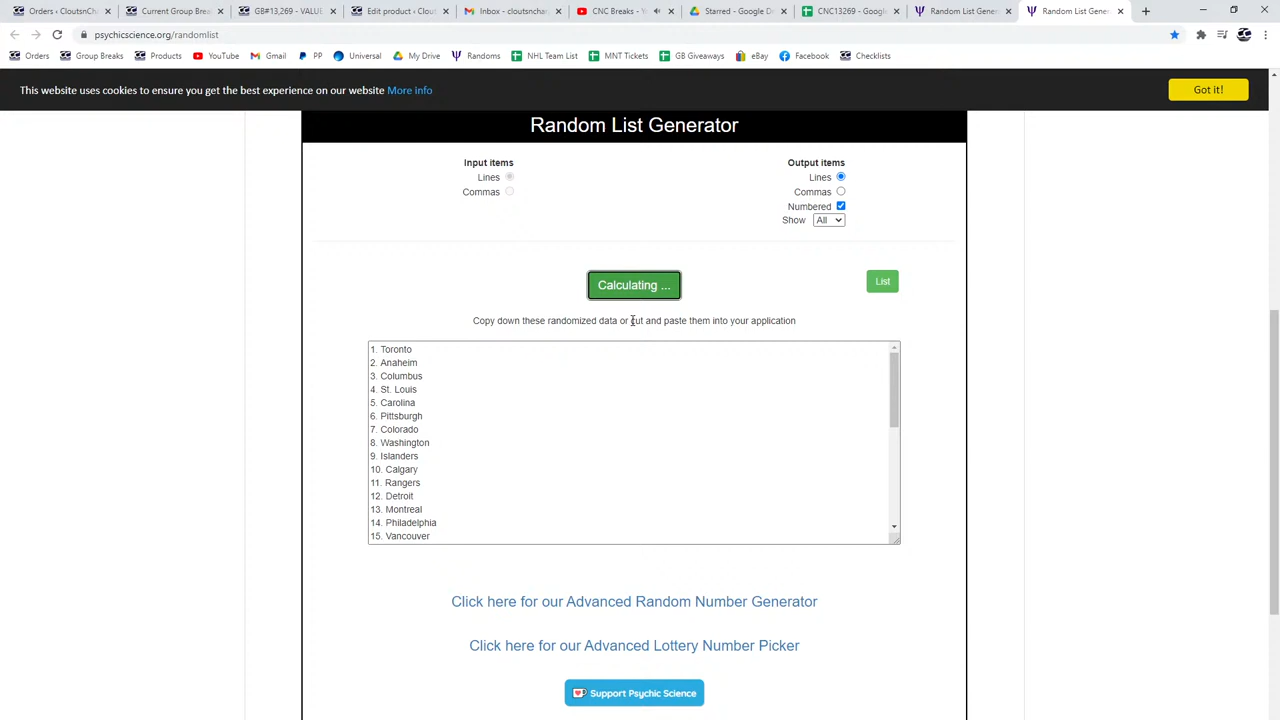 Orders ‹ CloutsnCha
Current Group Brea
GB#13,269 - VALUE
Edit product ‹ Clout
Inbox - cloutsnchar
CNC Breaks - Y
Starred - Google D
CNC13269 - Googl
Random List Gener
Random List Gener
psychicscience.org/randomlist
Orders
Group Breaks
Products
YouTube
Gmail
PP
Universal
My Drive
Randoms
NHL Team List
MNT Tickets
GB Giveaways
eBay
Facebook
Checklists
This website uses cookies to ensure you get the best experience on our website More info
Got it!
Random List Generator
Input items
Lines
Commas
Output items
Lines
Commas
Numbered
Show All
Calculating ...
List
Copy down these randomized data or cut and paste them into your application
1. Toronto
2. Anaheim
3. Columbus
4. St. Louis
5. Carolina
6. Pittsburgh
7. Colorado
8. Washington
9. Islanders
10. Calgary
11. Rangers
12. Detroit
13. Montreal
14. Philadelphia
15. Vancouver
Click here for our Advanced Random Number Generator
Click here for our Advanced Lottery Number Picker
Support Psychic Science